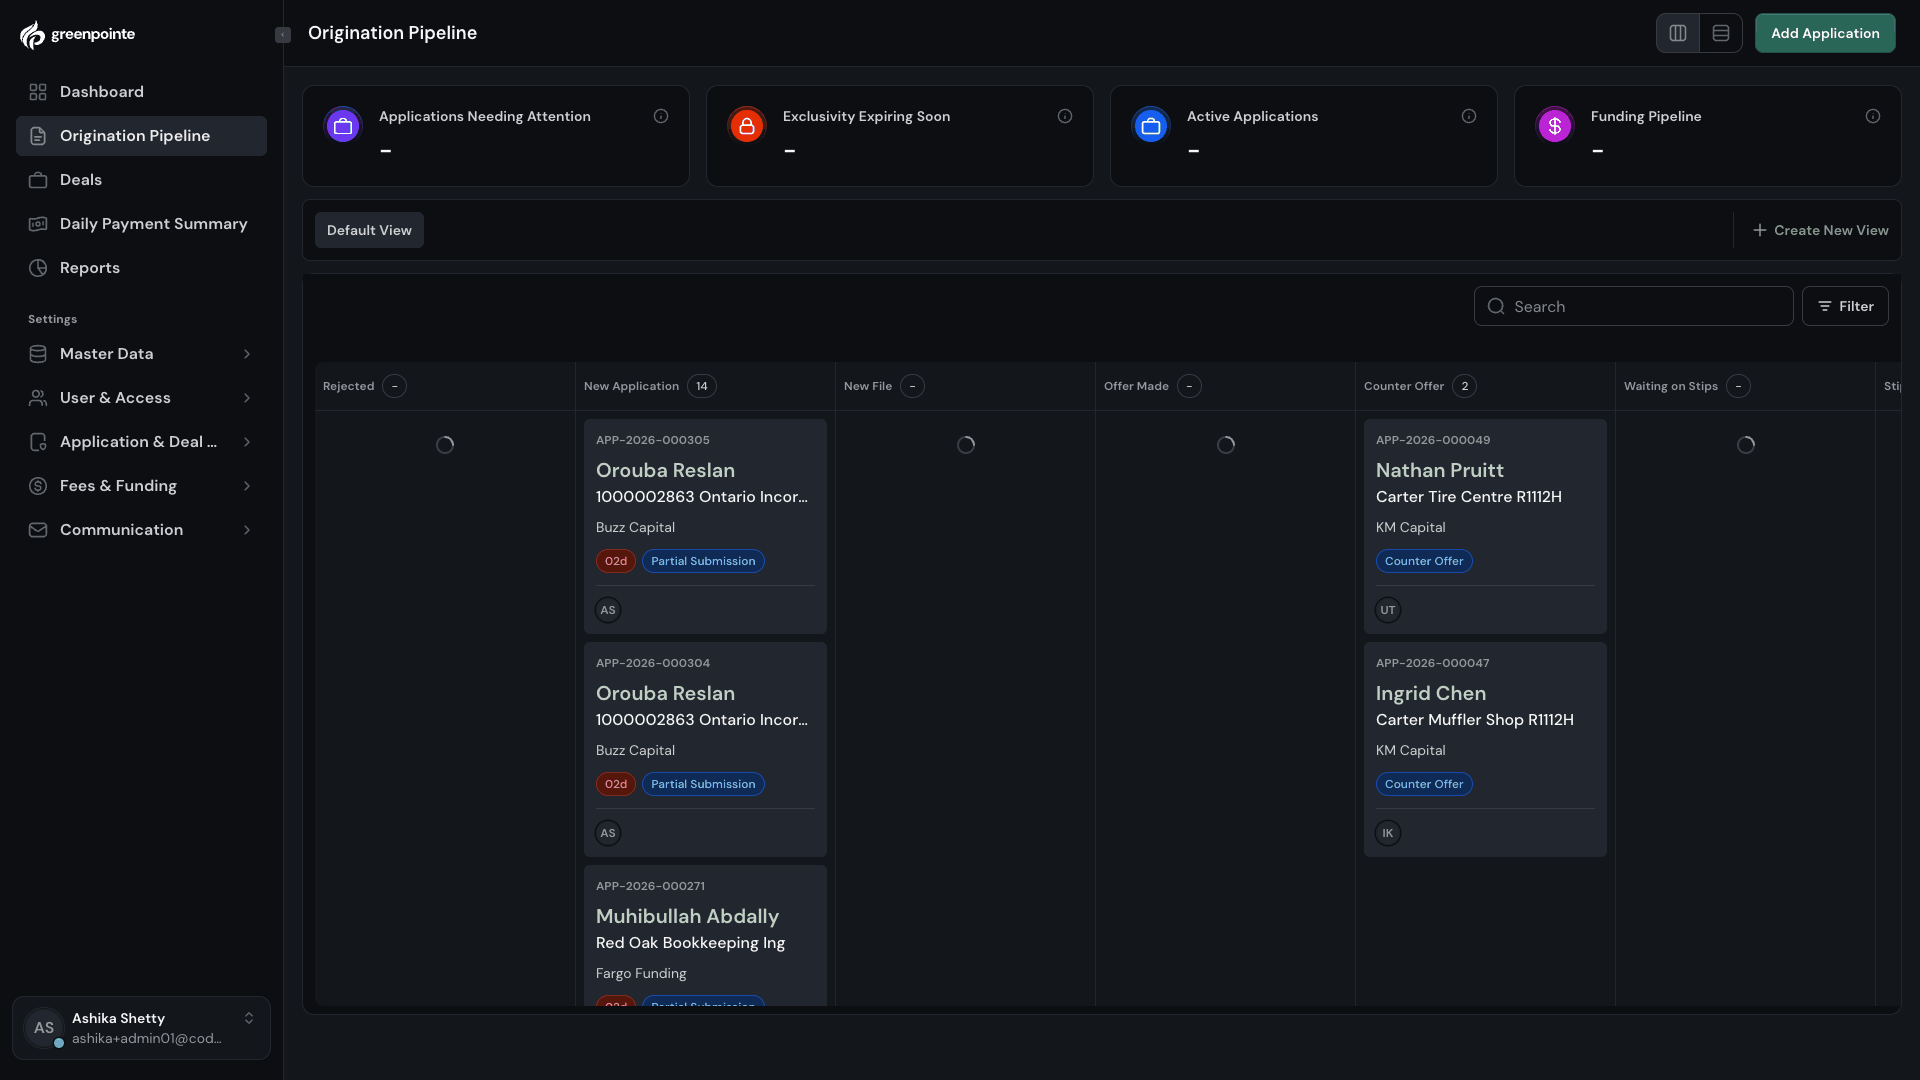 greenpointe
Origination Pipeline
Add Application
Dashboard
Origination Pipeline
Deals
Daily Payment Summary
Reports
Settings
Master Data
User & Access
Application & Deal ...
Fees & Funding
Communication
Applications Needing Attention
–
Exclusivity Expiring Soon
–
Active Applications
–
Funding Pipeline
–
Default View
Create New View
Search
Filter
Rejected -
New Application 14
New File -
Offer Made -
Counter Offer 2
Waiting on Stips -
APP-2026-000305
Orouba Reslan
1000002863 Ontario Incor...
Buzz Capital
02d Partial Submission
AS
APP-2026-000304
Orouba Reslan
1000002863 Ontario Incor...
Buzz Capital
02d Partial Submission
AS
APP-2026-000271
Muhibullah Abdally
Red Oak Bookkeeping Ing
Fargo Funding
Partial Submission
APP-2026-000049
Nathan Pruitt
Carter Tire Centre R1112H
KM Capital
Counter Offer
UT
APP-2026-000047
Ingrid Chen
Carter Muffler Shop R1112H
KM Capital
Counter Offer
IK
AS
Ashika Shetty
ashika+admin01@cod...